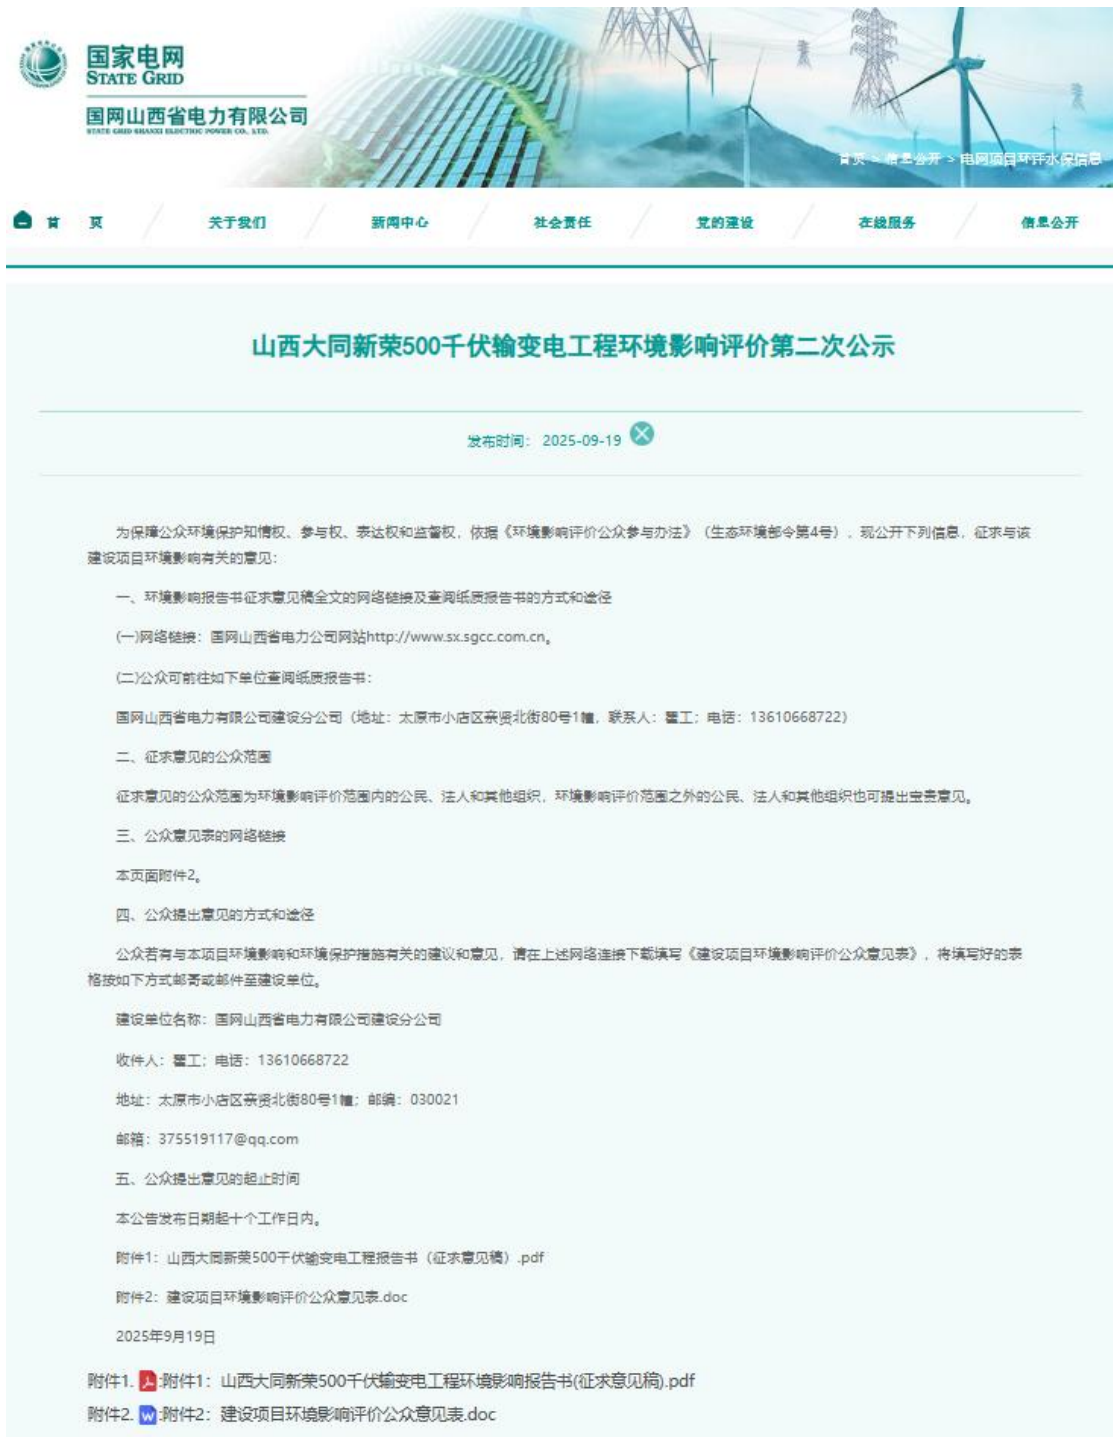 国家电网
STATE GRID
国网山西省电力有限公司
STATE GRID SHANXI ELECTRIC POWER CO., LTD.
首页 > 信息公开 > 电网项目环评水保信息
首 页
关于我们
新闻中心
社会责任
党的建设
在线服务
信息公开
山西大同新荣500千伏输变电工程环境影响评价第二次公示
发布时间： 2025-09-19
为保障公众环境保护知情权、参与权、表达权和监督权，依据《环境影响评价公众参与办法》（生态环境部令第4号），现公开下列信息，征求与该
建设项目环境影响有关的意见：
一、环境影响报告书征求意见稿全文的网络链接及查阅纸质报告书的方式和途径
(一)网络链接：国网山西省电力公司网站http://www.sx.sgcc.com.cn。
(二)公众可前往如下单位查阅纸质报告书：
国网山西省电力有限公司建设分公司（地址：太原市小店区亲贤北街80号1幢，联系人：瞿工；电话：13610668722）
二、征求意见的公众范围
征求意见的公众范围为环境影响评价范围内的公民、法人和其他组织，环境影响评价范围之外的公民、法人和其他组织也可提出宝贵意见。
三、公众意见表的网络链接
本页面附件2。
四、公众提出意见的方式和途径
公众若有与本项目环境影响和环境保护措施有关的建议和意见，请在上述网络连接下载填写《建设项目环境影响评价公众意见表》，将填写好的表
格按如下方式邮寄或邮件至建设单位。
建设单位名称：国网山西省电力有限公司建设分公司
收件人：瞿工；电话：13610668722
地址：太原市小店区亲贤北街80号1幢；邮编：030021
邮箱：375519117@qq.com
五、公众提出意见的起止时间
本公告发布日期起十个工作日内。
附件1：山西大同新荣500千伏输变电工程报告书（征求意见稿）.pdf
附件2：建设项目环境影响评价公众意见表.doc
2025年9月19日
附件1. :附件1：山西大同新荣500千伏输变电工程环境影响报告书(征求意见稿).pdf
附件2. :附件2：建设项目环境影响评价公众意见表.doc